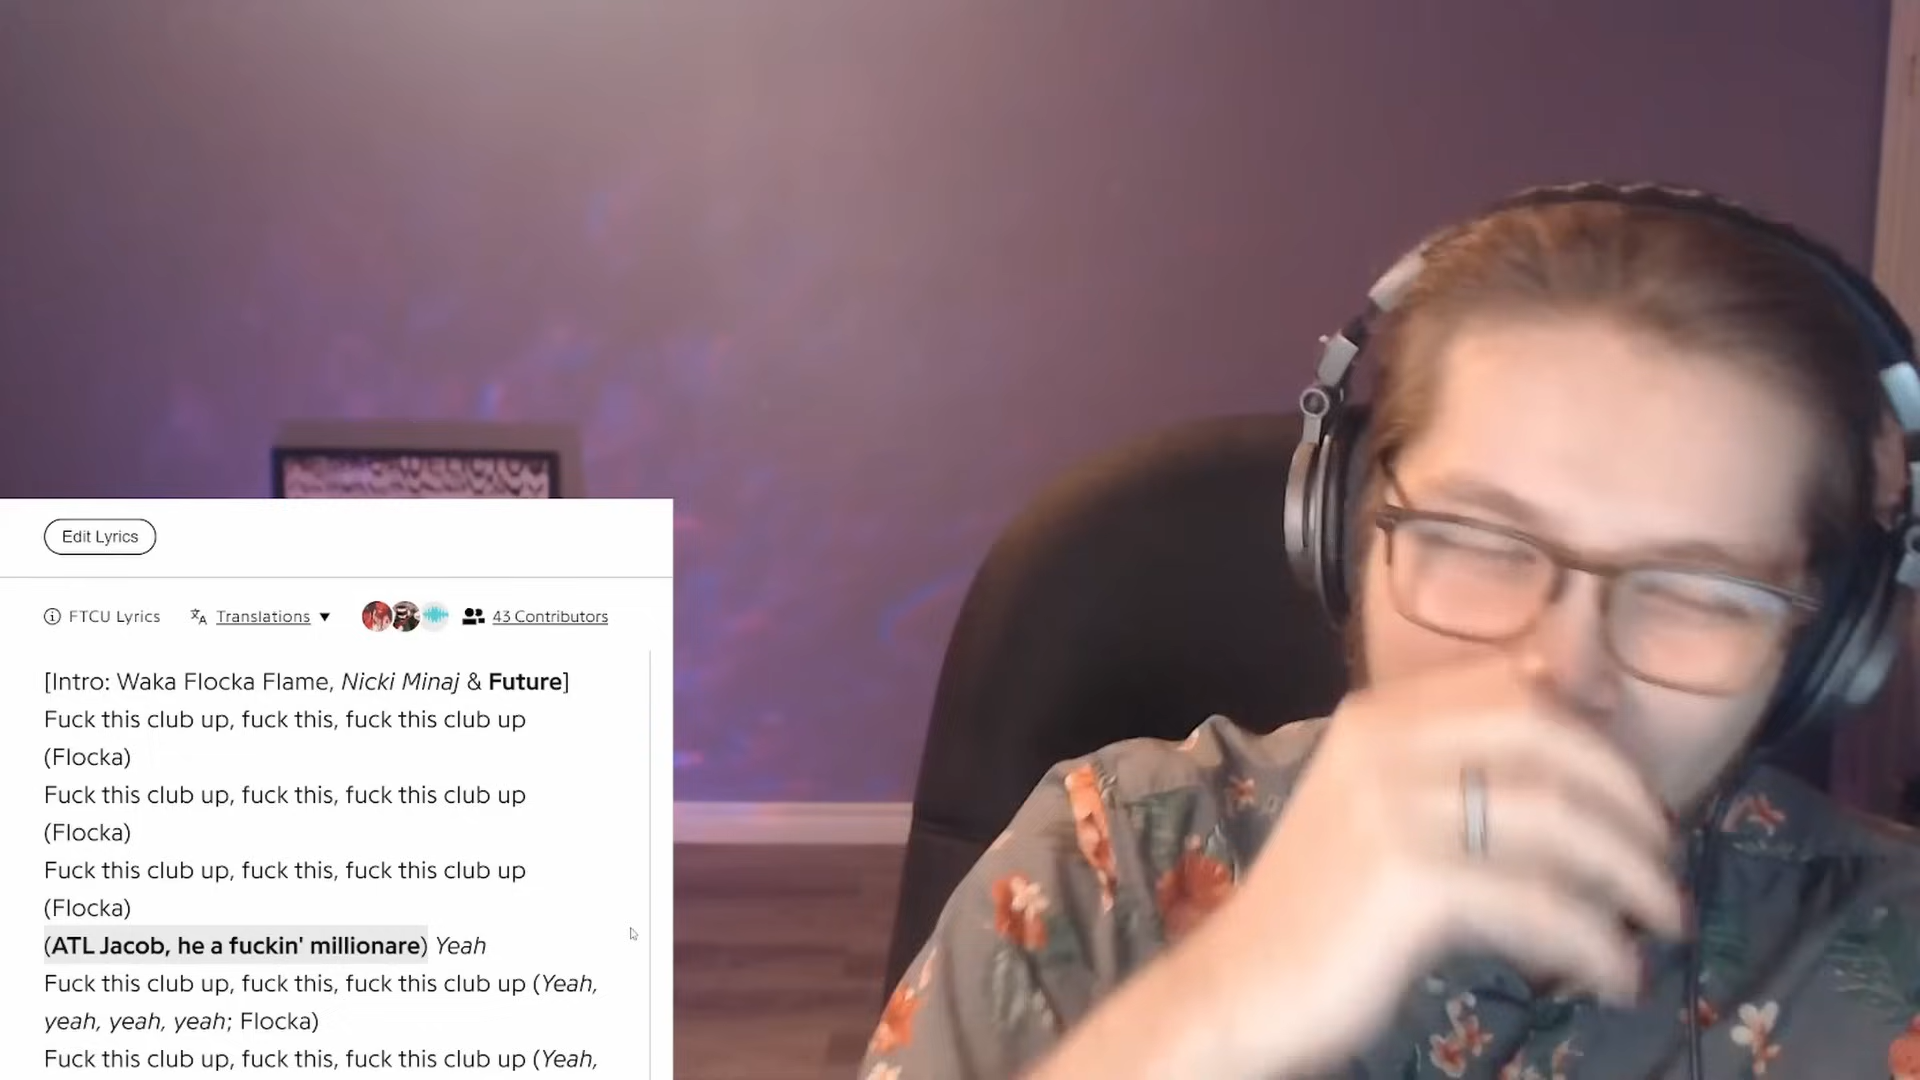 Edit Lyrics
FTCU Lyrics Translations 43 Contributors
[Intro: Waka Flocka Flame, Nicki Minaj & Future]
Fuck this club up, fuck this, fuck this club up
(Flocka)
Fuck this club up, fuck this, fuck this club up
(Flocka)
Fuck this club up, fuck this, fuck this club up
(Flocka)
(ATL Jacob, he a fuckin' millionare) Yeah
Fuck this club up, fuck this, fuck this club up (Yeah,
yeah, yeah, yeah; Flocka)
Fuck this club up, fuck this, fuck this club up (Yeah,